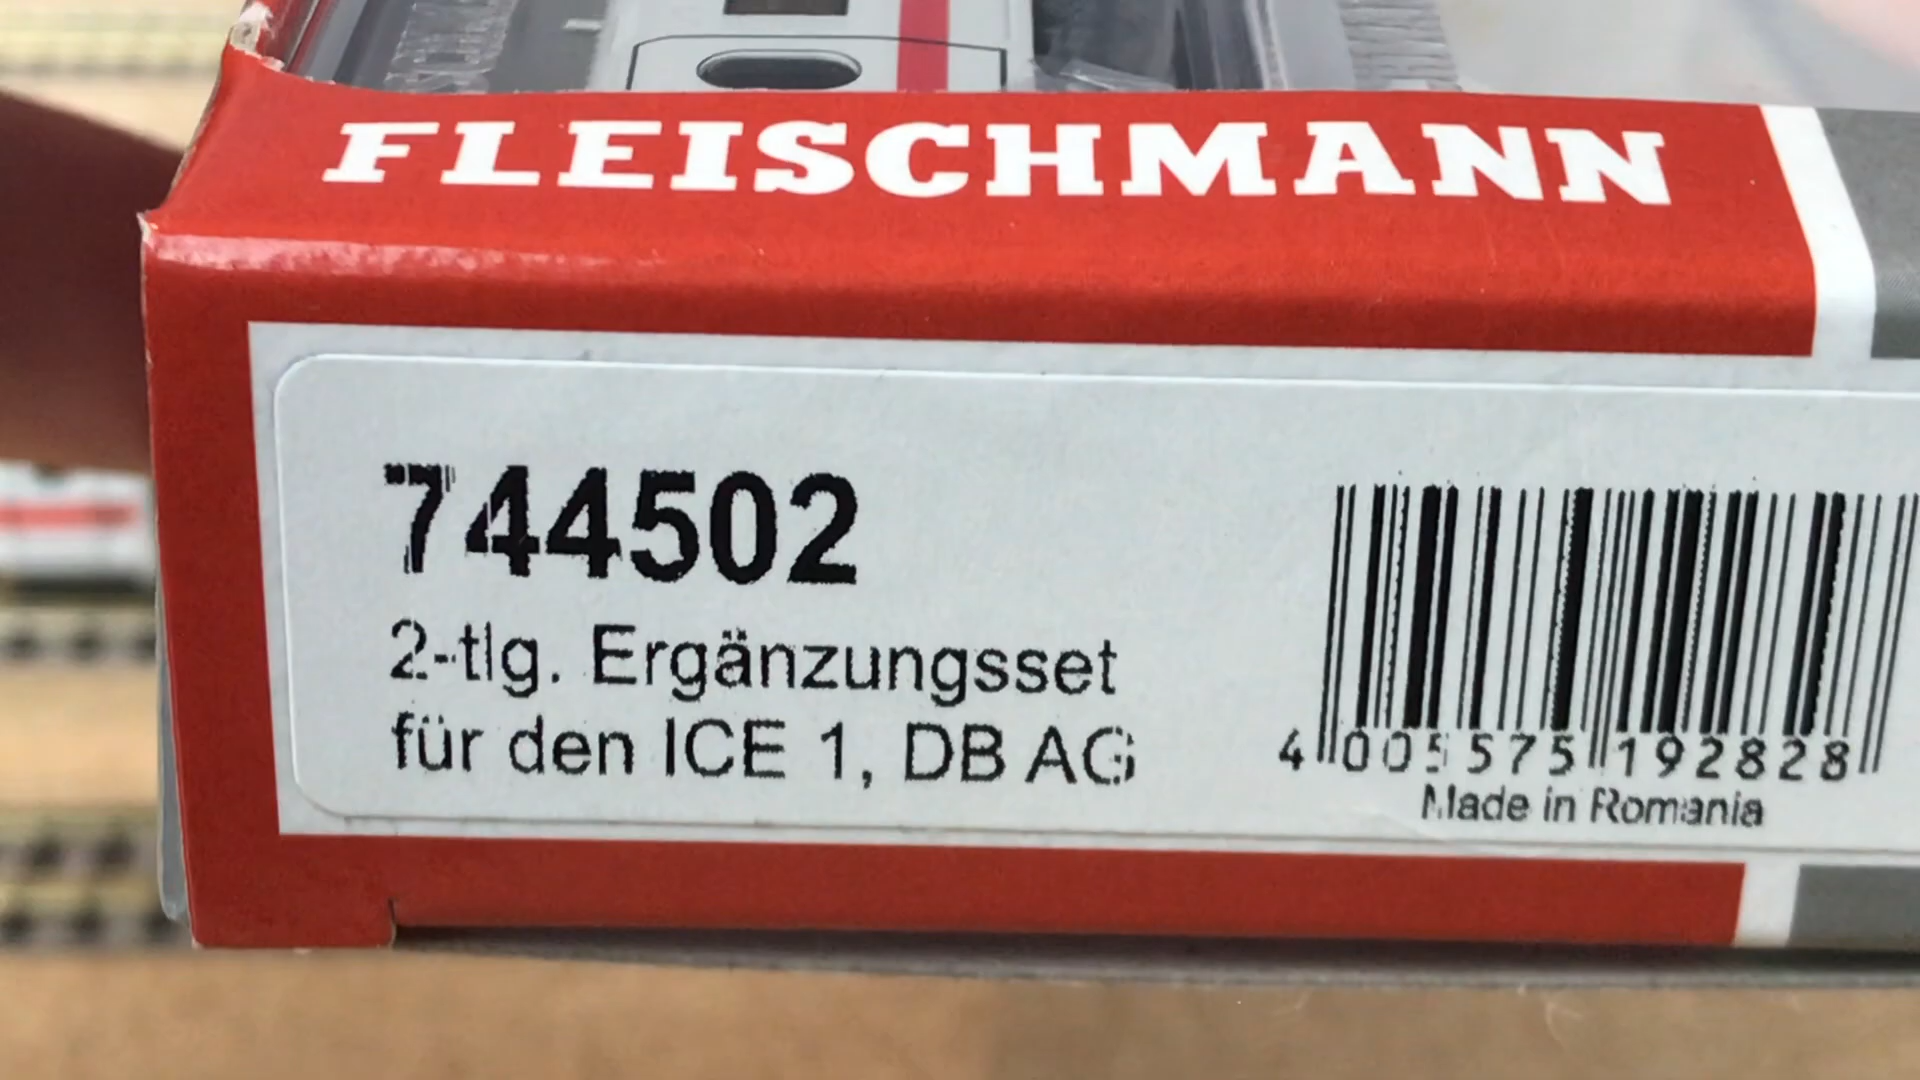 FLEISCHMANN
744502
2-tlg. Ergänzungsset
für den ICE 1, DB AG
4 005575 192828
Made in Romania